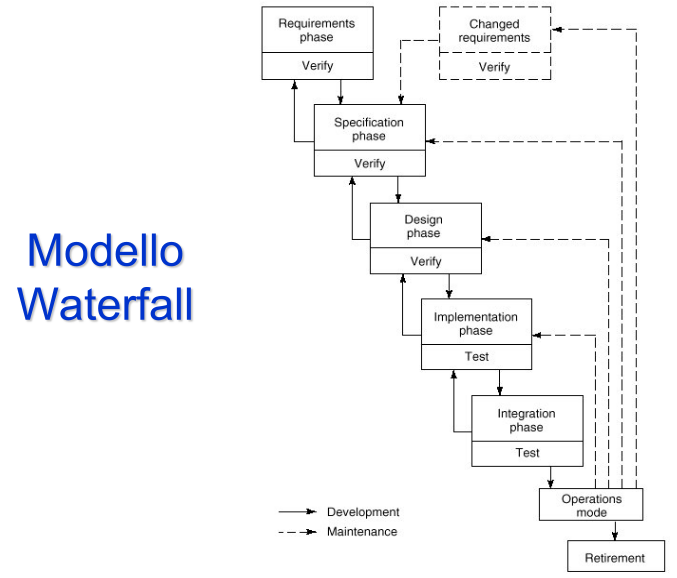 Modello
Waterfall
Requirements
phase
Verify
Changed
requirements
Verify
Specification
phase
Verify
Design
phase
Verify
Implementation
phase
Test
Integration
phase
Test
Operations
mode
Retirement
Development
Maintenance